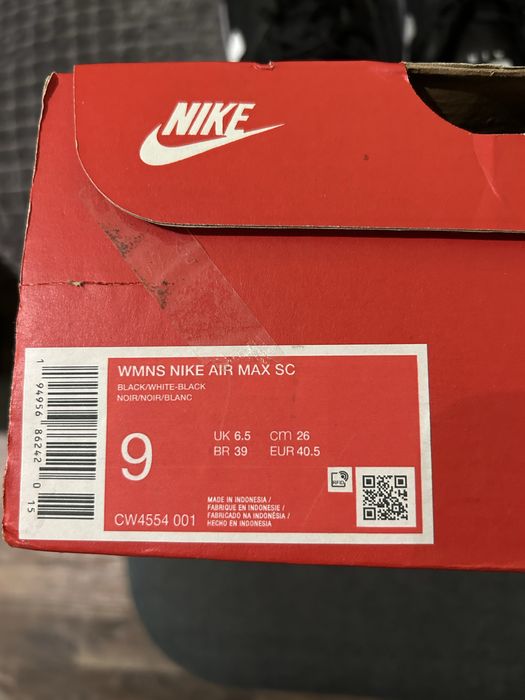 NIKE
WMNS NIKE AIR MAX SC
BLACK/WHITE-BLACK
NOIR/NOIR/BLANC
9
UK 6.5 cm 26
BR 39 EUR 40.5
RFID
MADE IN INDONESIA /
FABRIQUE EN INDONESIE /
FABRICADO NA INDONÉSIA /
HECHO EN INDONESIA
CW4554 001
1 94956 86242 0 15